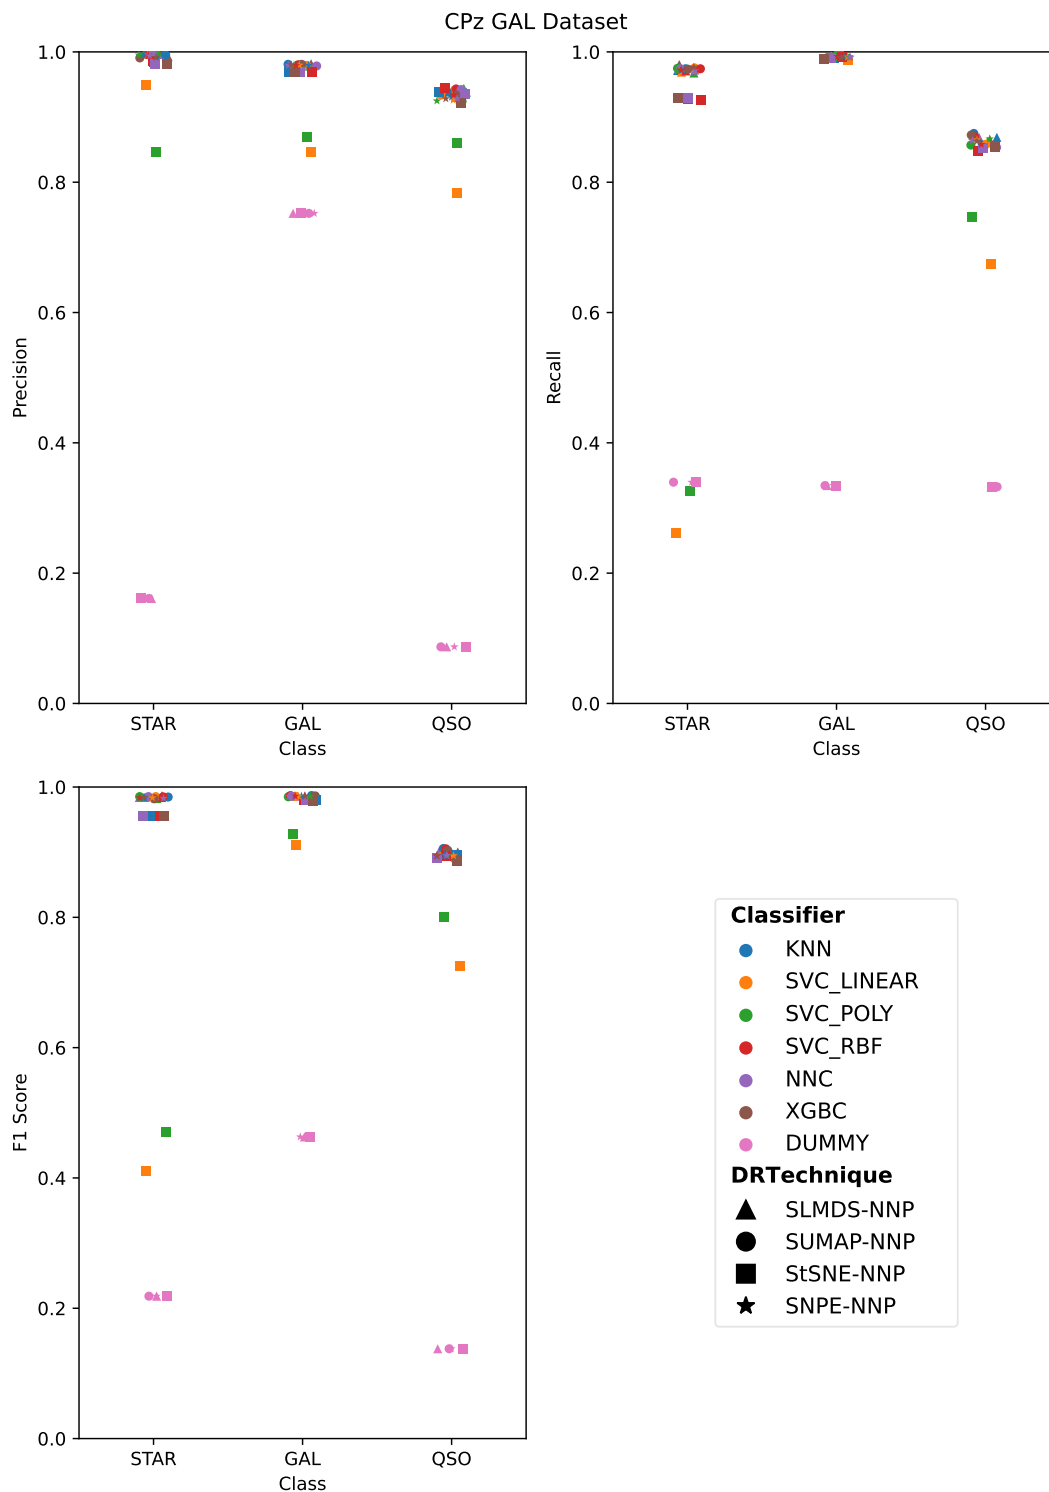 CPz GAL Dataset
1.0
0.8
0.6
0.4
0.2
0.0
Precision
STAR GAL QSO
Class
1.0
0.8
0.6
0.4
0.2
0.0
Recall
STAR GAL QSO
Class
1.0
0.8
0.6
0.4
0.2
0.0
F1 Score
STAR GAL QSO
Class
Classifier
KNN
SVC_LINEAR
SVC_POLY
SVC_RBF
NNC
XGBC
DUMMY
DRTechnique
SLMDS-NNP
SUMAP-NNP
StSNE-NNP
SNPE-NNP